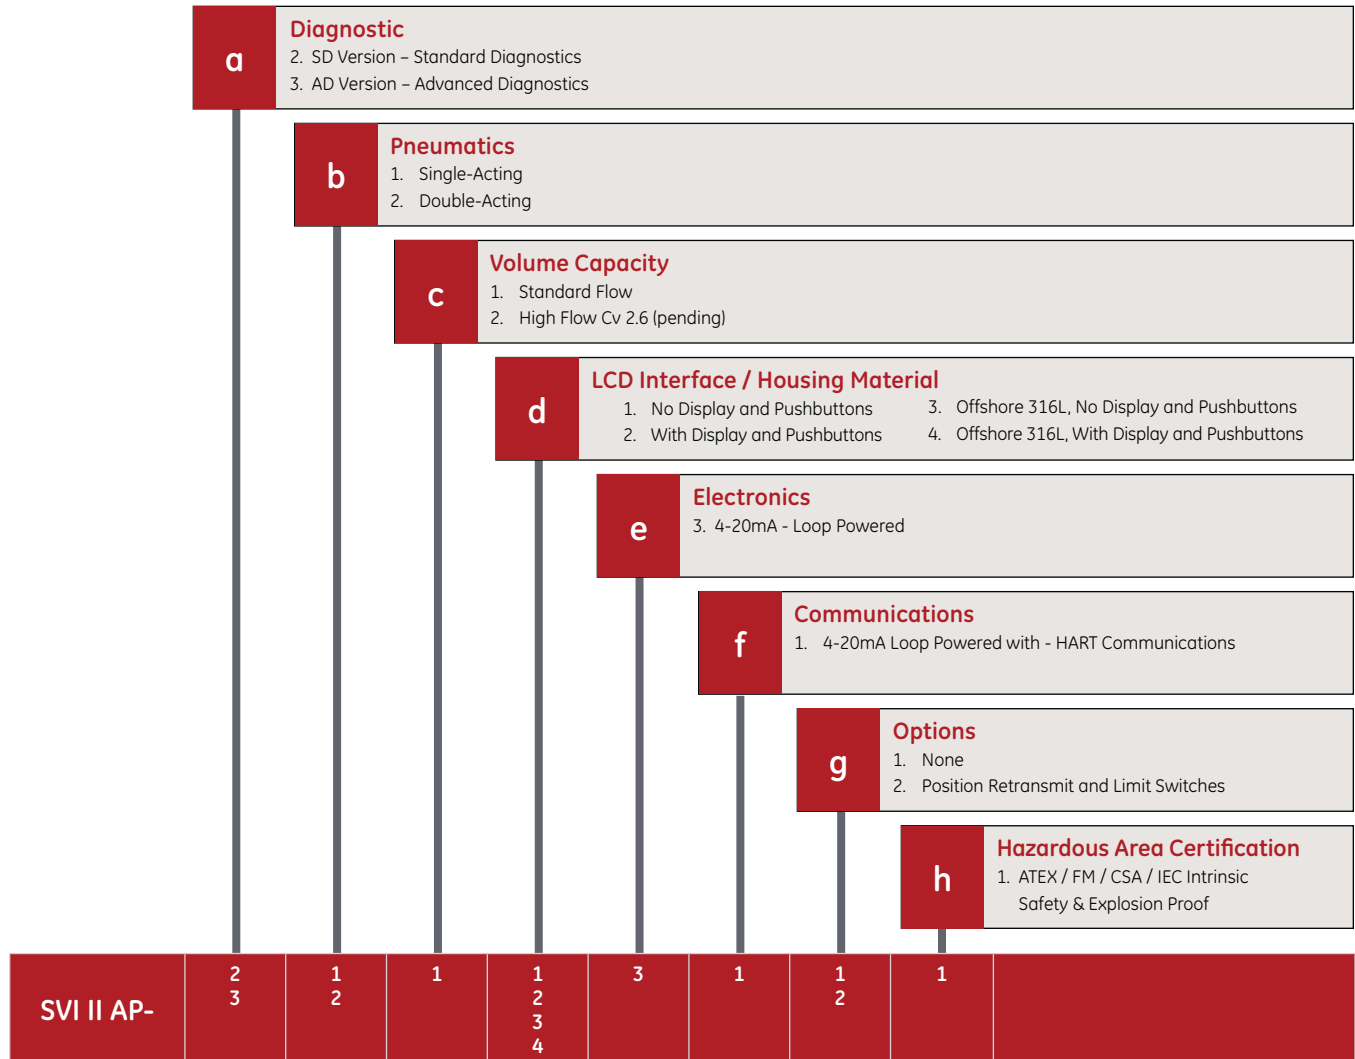 a
Diagnostic
2. SD Version – Standard Diagnostics
3. AD Version – Advanced Diagnostics
b
Pneumatics
1. Single-Acting
2. Double-Acting
c
Volume Capacity
1. Standard Flow
2. High Flow Cv 2.6 (pending)
d
LCD Interface / Housing Material
1. No Display and Pushbuttons
2. With Display and Pushbuttons
3. Offshore 316L, No Display and Pushbuttons
4. Offshore 316L, With Display and Pushbuttons
e
Electronics
3. 4-20mA - Loop Powered
f
Communications
1. 4-20mA Loop Powered with - HART Communications
g
Options
1. None
2. Position Retransmit and Limit Switches
h
Hazardous Area Certification
1. ATEX / FM / CSA / IEC Intrinsic
Safety & Explosion Proof
SVI II AP-
2
3
1
2
1
1
2
3
4
3
1
1
2
1